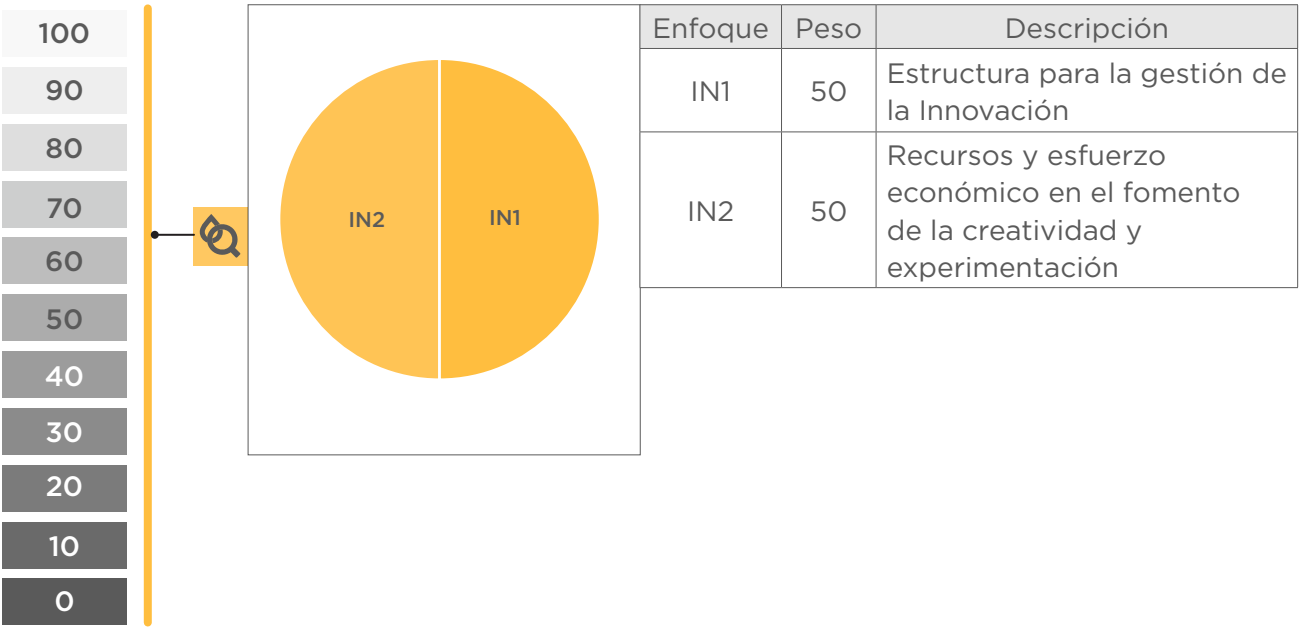 100
90
80
70
60
50
40
30
20
10
0
IN2
IN1
Enfoque Peso Descripción
IN1 50 Estructura para la gestión de
la Innovación
IN2 50 Recursos y esfuerzo
económico en el fomento
de la creatividad y
experimentación